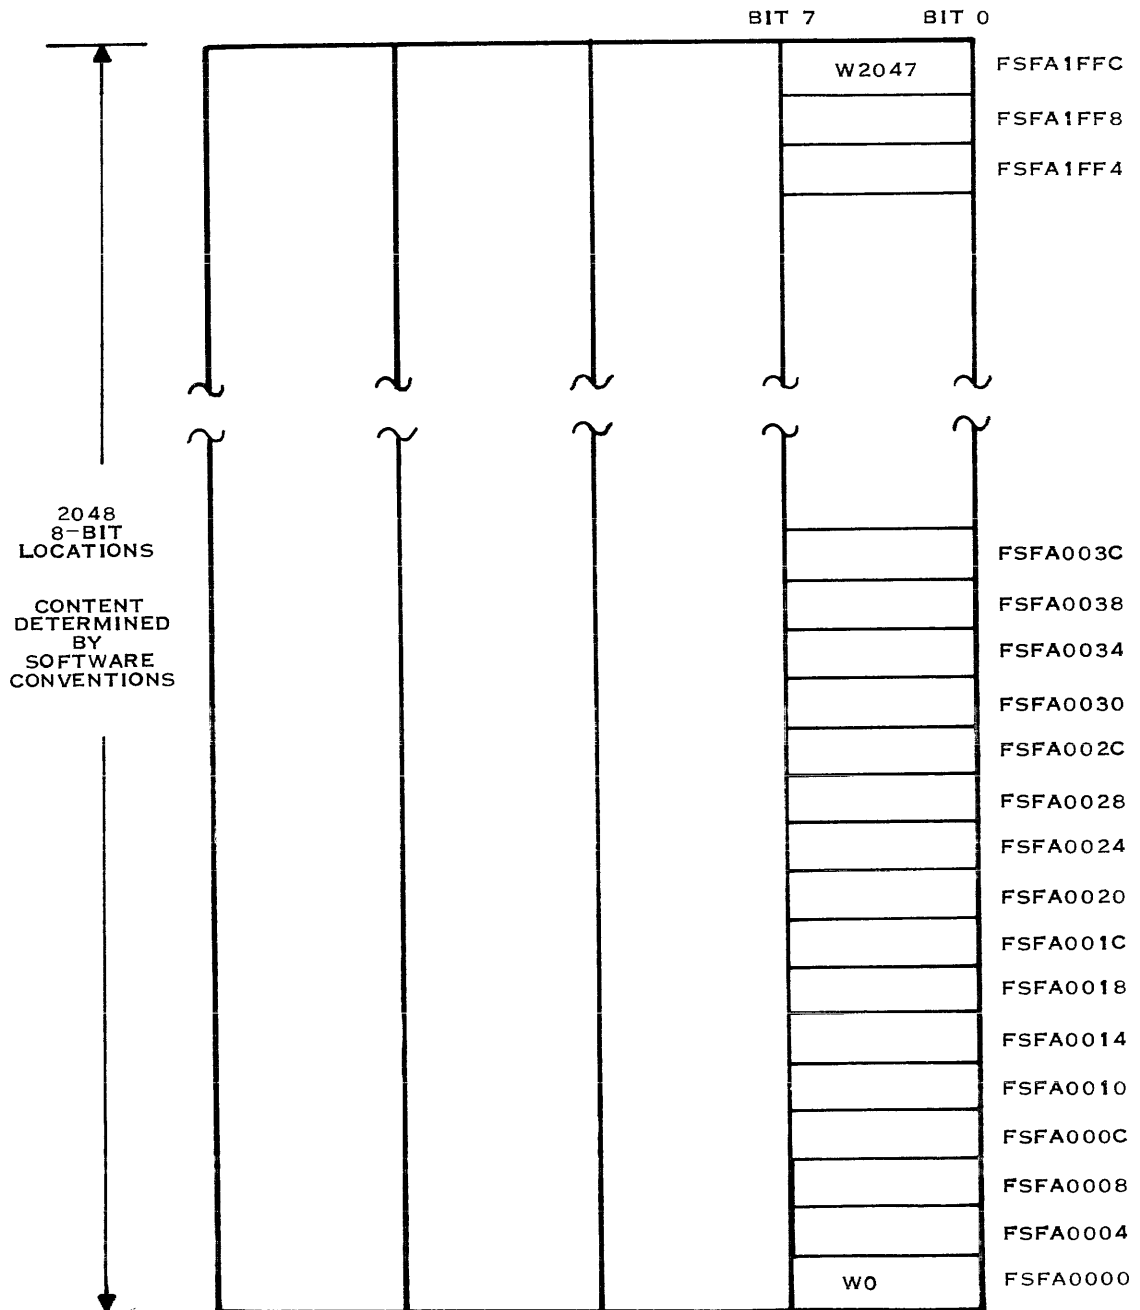 BIT 7 BIT 0
W2047 FSFA1FFC
FSFA1FF8
FSFA1FF4
2048
8-BIT
LOCATIONS
CONTENT
DETERMINED
BY
SOFTWARE
CONVENTIONS
FSFA003C
FSFA0038
FSFA0034
FSFA0030
FSFA002C
FSFA0028
FSFA0024
FSFA0020
FSFA001C
FSFA0018
FSFA0014
FSFA0010
FSFA000C
FSFA0008
FSFA0004
W0 FSFA0000